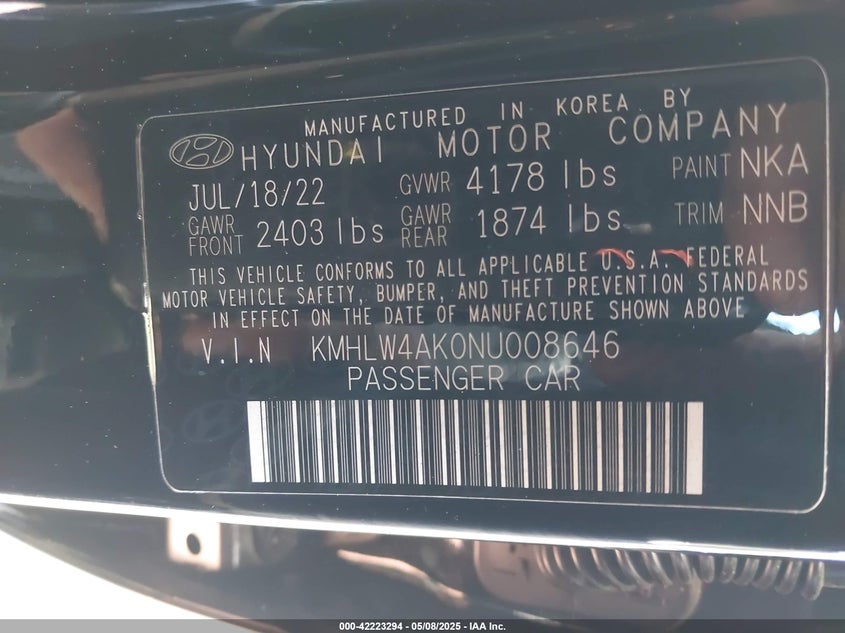 MANUFACTURED IN KOREA BY
HYUNDAI MOTOR COMPANY
JUL/18/22 GVWR 4178 lbs PAINT NKA
GAWR FRONT 2403 lbs GAWR REAR 1874 lbs TRIM NNB
THIS VEHICLE CONFORMS TO ALL APPLICABLE U.S.A. FEDERAL
MOTOR VEHICLE SAFETY, BUMPER, AND THEFT PREVENTION STANDARDS
IN EFFECT ON THE DATE OF MANUFACTURE SHOWN ABOVE
V.I.N KMHLW4AK0NU008646
PASSENGER CAR
000-42223294 - 05/08/2025 - IAA Inc.